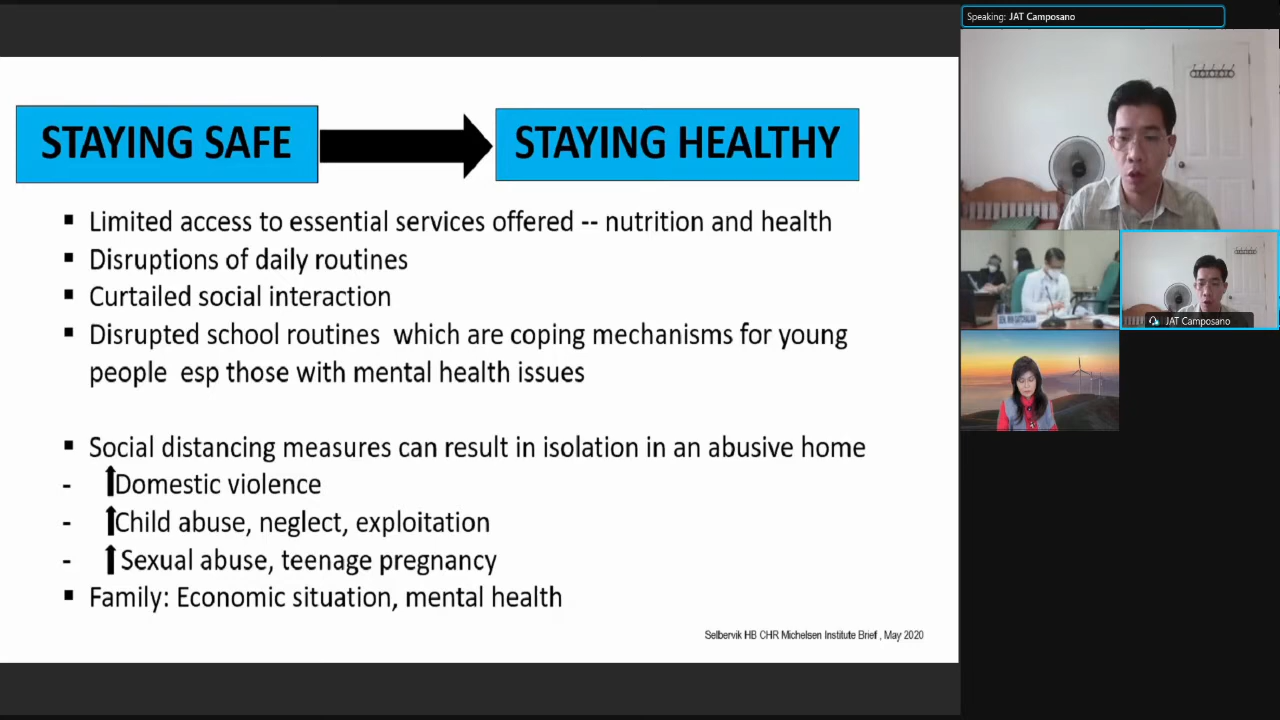 Speaking: JAT Camposano
STAYING SAFE
STAYING HEALTHY
▪ Limited access to essential services offered -- nutrition and health
▪ Disruptions of daily routines
▪ Curtailed social interaction
▪ Disrupted school routines which are coping mechanisms for young
people esp those with mental health issues
▪ Social distancing measures can result in isolation in an abusive home
- Domestic violence
- Child abuse, neglect, exploitation
- Sexual abuse, teenage pregnancy
▪ Family: Economic situation, mental health
Selbervik HB CHR Michelsen Institute Brief , May 2020
JAT Camposano